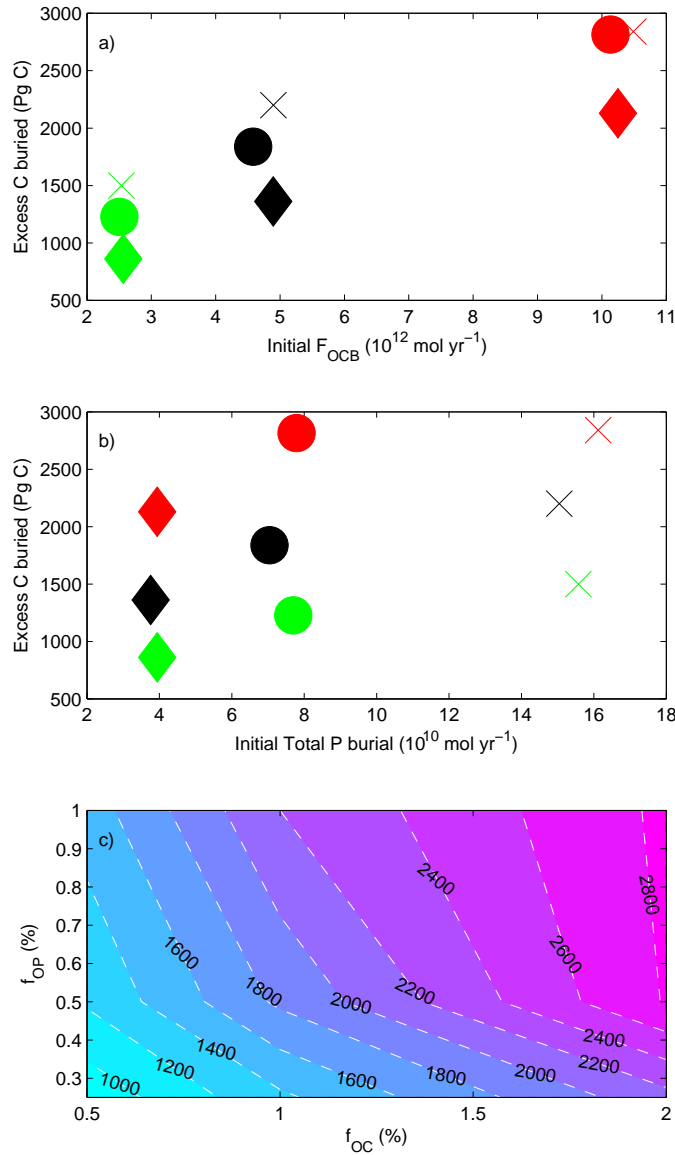 a)
3000
2500
2000
1500
1000
500
Excess C buried (Pg C)
2 3 4 5 6 7 8 9 10 11
Initial F_OCB (10^12 mol yr^−1)
b)
3000
2500
2000
1500
1000
500
Excess C buried (Pg C)
2 4 6 8 10 12 14 16 18
Initial Total P burial (10^10 mol yr^−1)
c)
1
0.9
0.8
0.7
0.6
0.5
0.4
0.3
f_OP (%)
2400 2800
1600 2600
1800 2000 2200
1400 2400
1000 1200 1600 1800 2000 2200
0.5 1 1.5 2
f_OC (%)